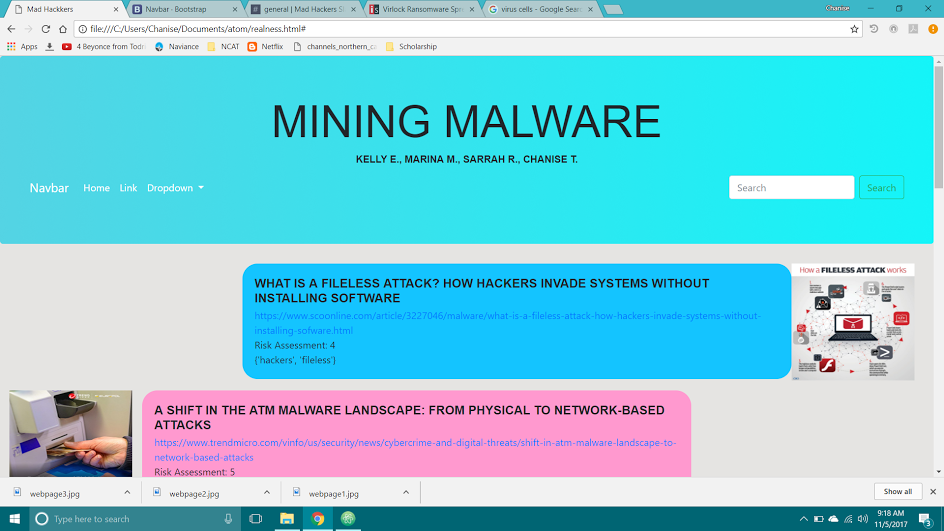 Mad Hackkers
Navbar · Bootstrap
general | Mad Hackers S
Virlock Ransomware Spre
virus cells - Google Sear
Chanise
file:///C:/Users/Chanise/Documents/atom/realness.html#
Apps
4 Beyonce from Todri
Naviance
NCAT
Netflix
channels_northern_c
Scholarship
MINING MALWARE
KELLY E., MARINA M., SARRAH R., CHANISE T.
Navbar
Home
Link
Dropdown
Search
Search
WHAT IS A FILELESS ATTACK? HOW HACKERS INVADE SYSTEMS WITHOUT
INSTALLING SOFTWARE
https://www.scoonline.com/article/3227046/malware/what-is-a-fileless-attack-how-hackers-invade-systems-without-
installing-sofware.html
Risk Assessment: 4
{'hackers', 'fileless'}
How a FILELESS ATTACK works
A SHIFT IN THE ATM MALWARE LANDSCAPE: FROM PHYSICAL TO NETWORK-BASED
ATTACKS
https://www.trendmicro.com/vinfo/us/security/news/cybercrime-and-digital-threats/shift-in-atm-malware-landscape-to-
network-based-attacks
Risk Assessment: 5
webpage3.jpg
webpage2.jpg
webpage1.jpg
Show all
Type here to search
9:18 AM
11/5/2017
3